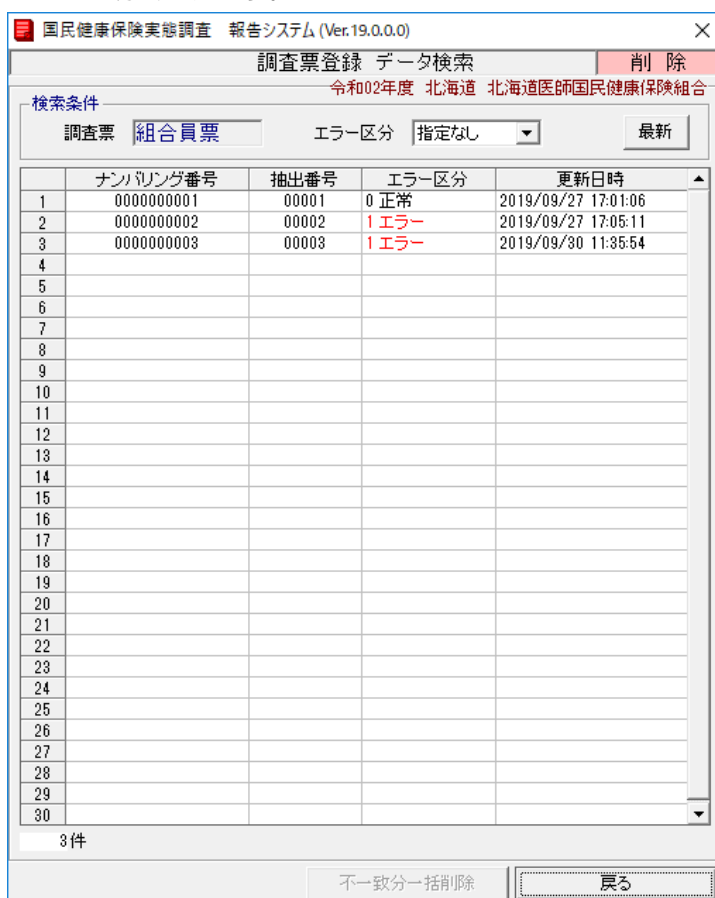 国民健康保険実態調査 報告システム (Ver.19.0.0.0)
調査票登録 データ検索 削 除
令和02年度 北海道 北海道医師国民健康保険組合
検索条件
調査票 組合員票 エラー区分 指定なし 最新
ナンバリング番号 抽出番号 エラー区分 更新日時
1 0000000001 00001 0 正常 2019/09/27 17:01:06
2 0000000002 00002 1 エラー 2019/09/27 17:05:11
3 0000000003 00003 1 エラー 2019/09/30 11:35:54
4
5
6
7
8
9
10
11
12
13
14
15
16
17
18
19
20
21
22
23
24
25
26
27
28
29
30
3件
不一致分一括削除 戻る